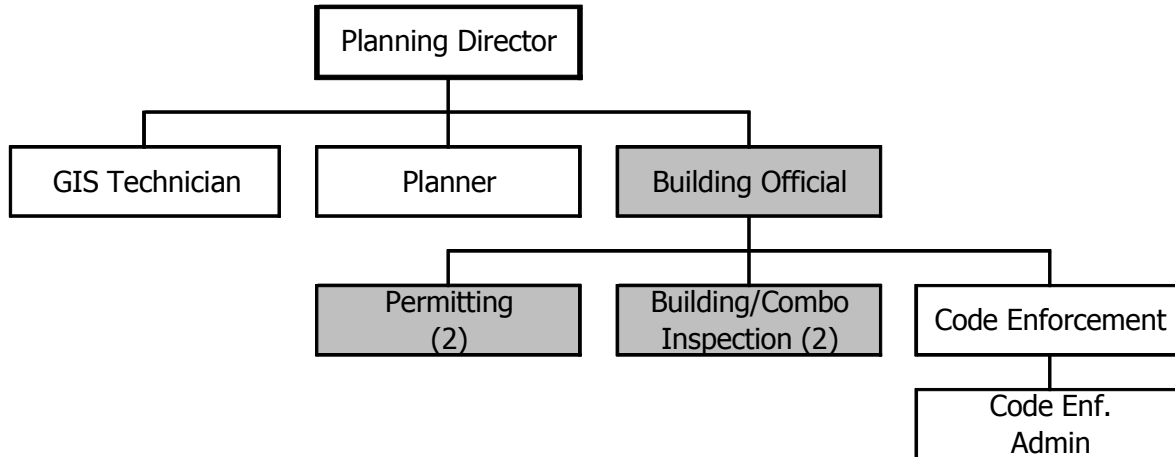 Planning Director
GIS Technician
Planner
Building Official
Permitting
(2)
Building/Combo
Inspection (2)
Code Enforcement
Code Enf.
Admin